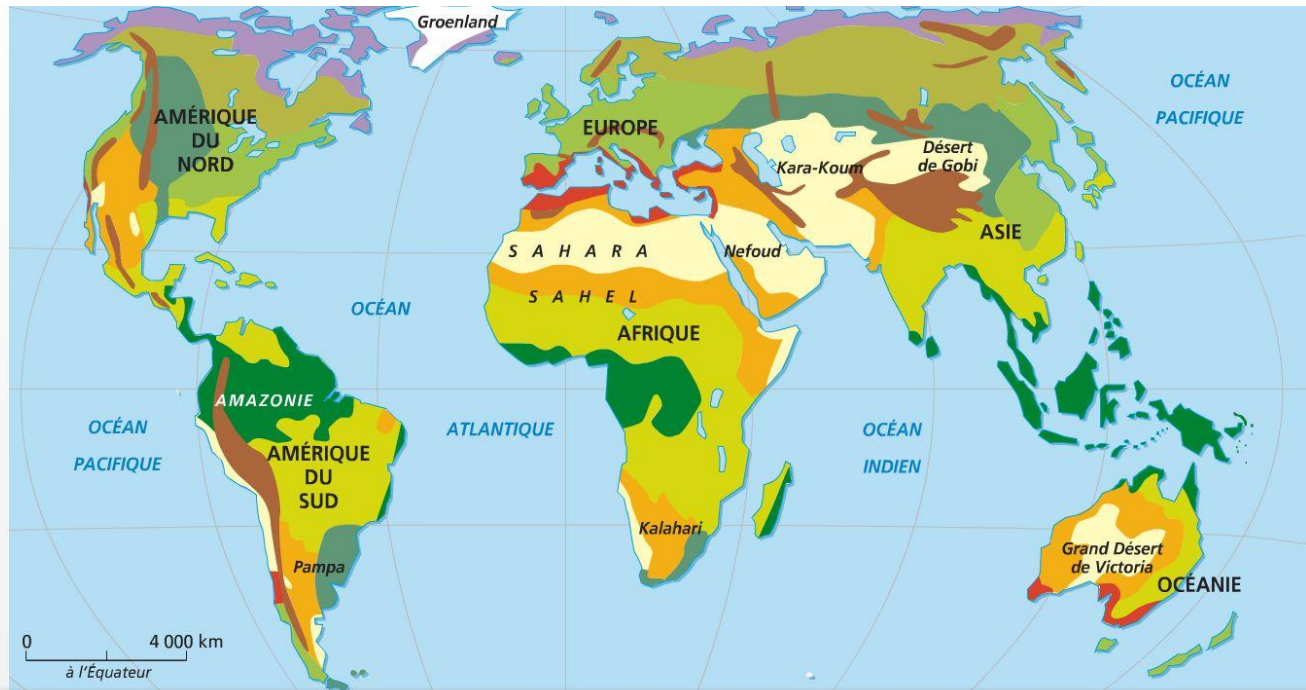 Groenland
OCÉAN
PACIFIQUE
AMÉRIQUE
DU
NORD
EUROPE
Kara-Koum
Désert
de Gobi
ASIE
SAHARA
Nefoud
SAHEL
OCÉAN
AFRIQUE
AMAZONIE
OCÉAN
PACIFIQUE
ATLANTIQUE
OCÉAN
INDIEN
AMÉRIQUE
DU
SUD
Kalahari
Pampa
Grand Désert
de Victoria
OCÉANIE
0 4 000 km
à l'Équateur